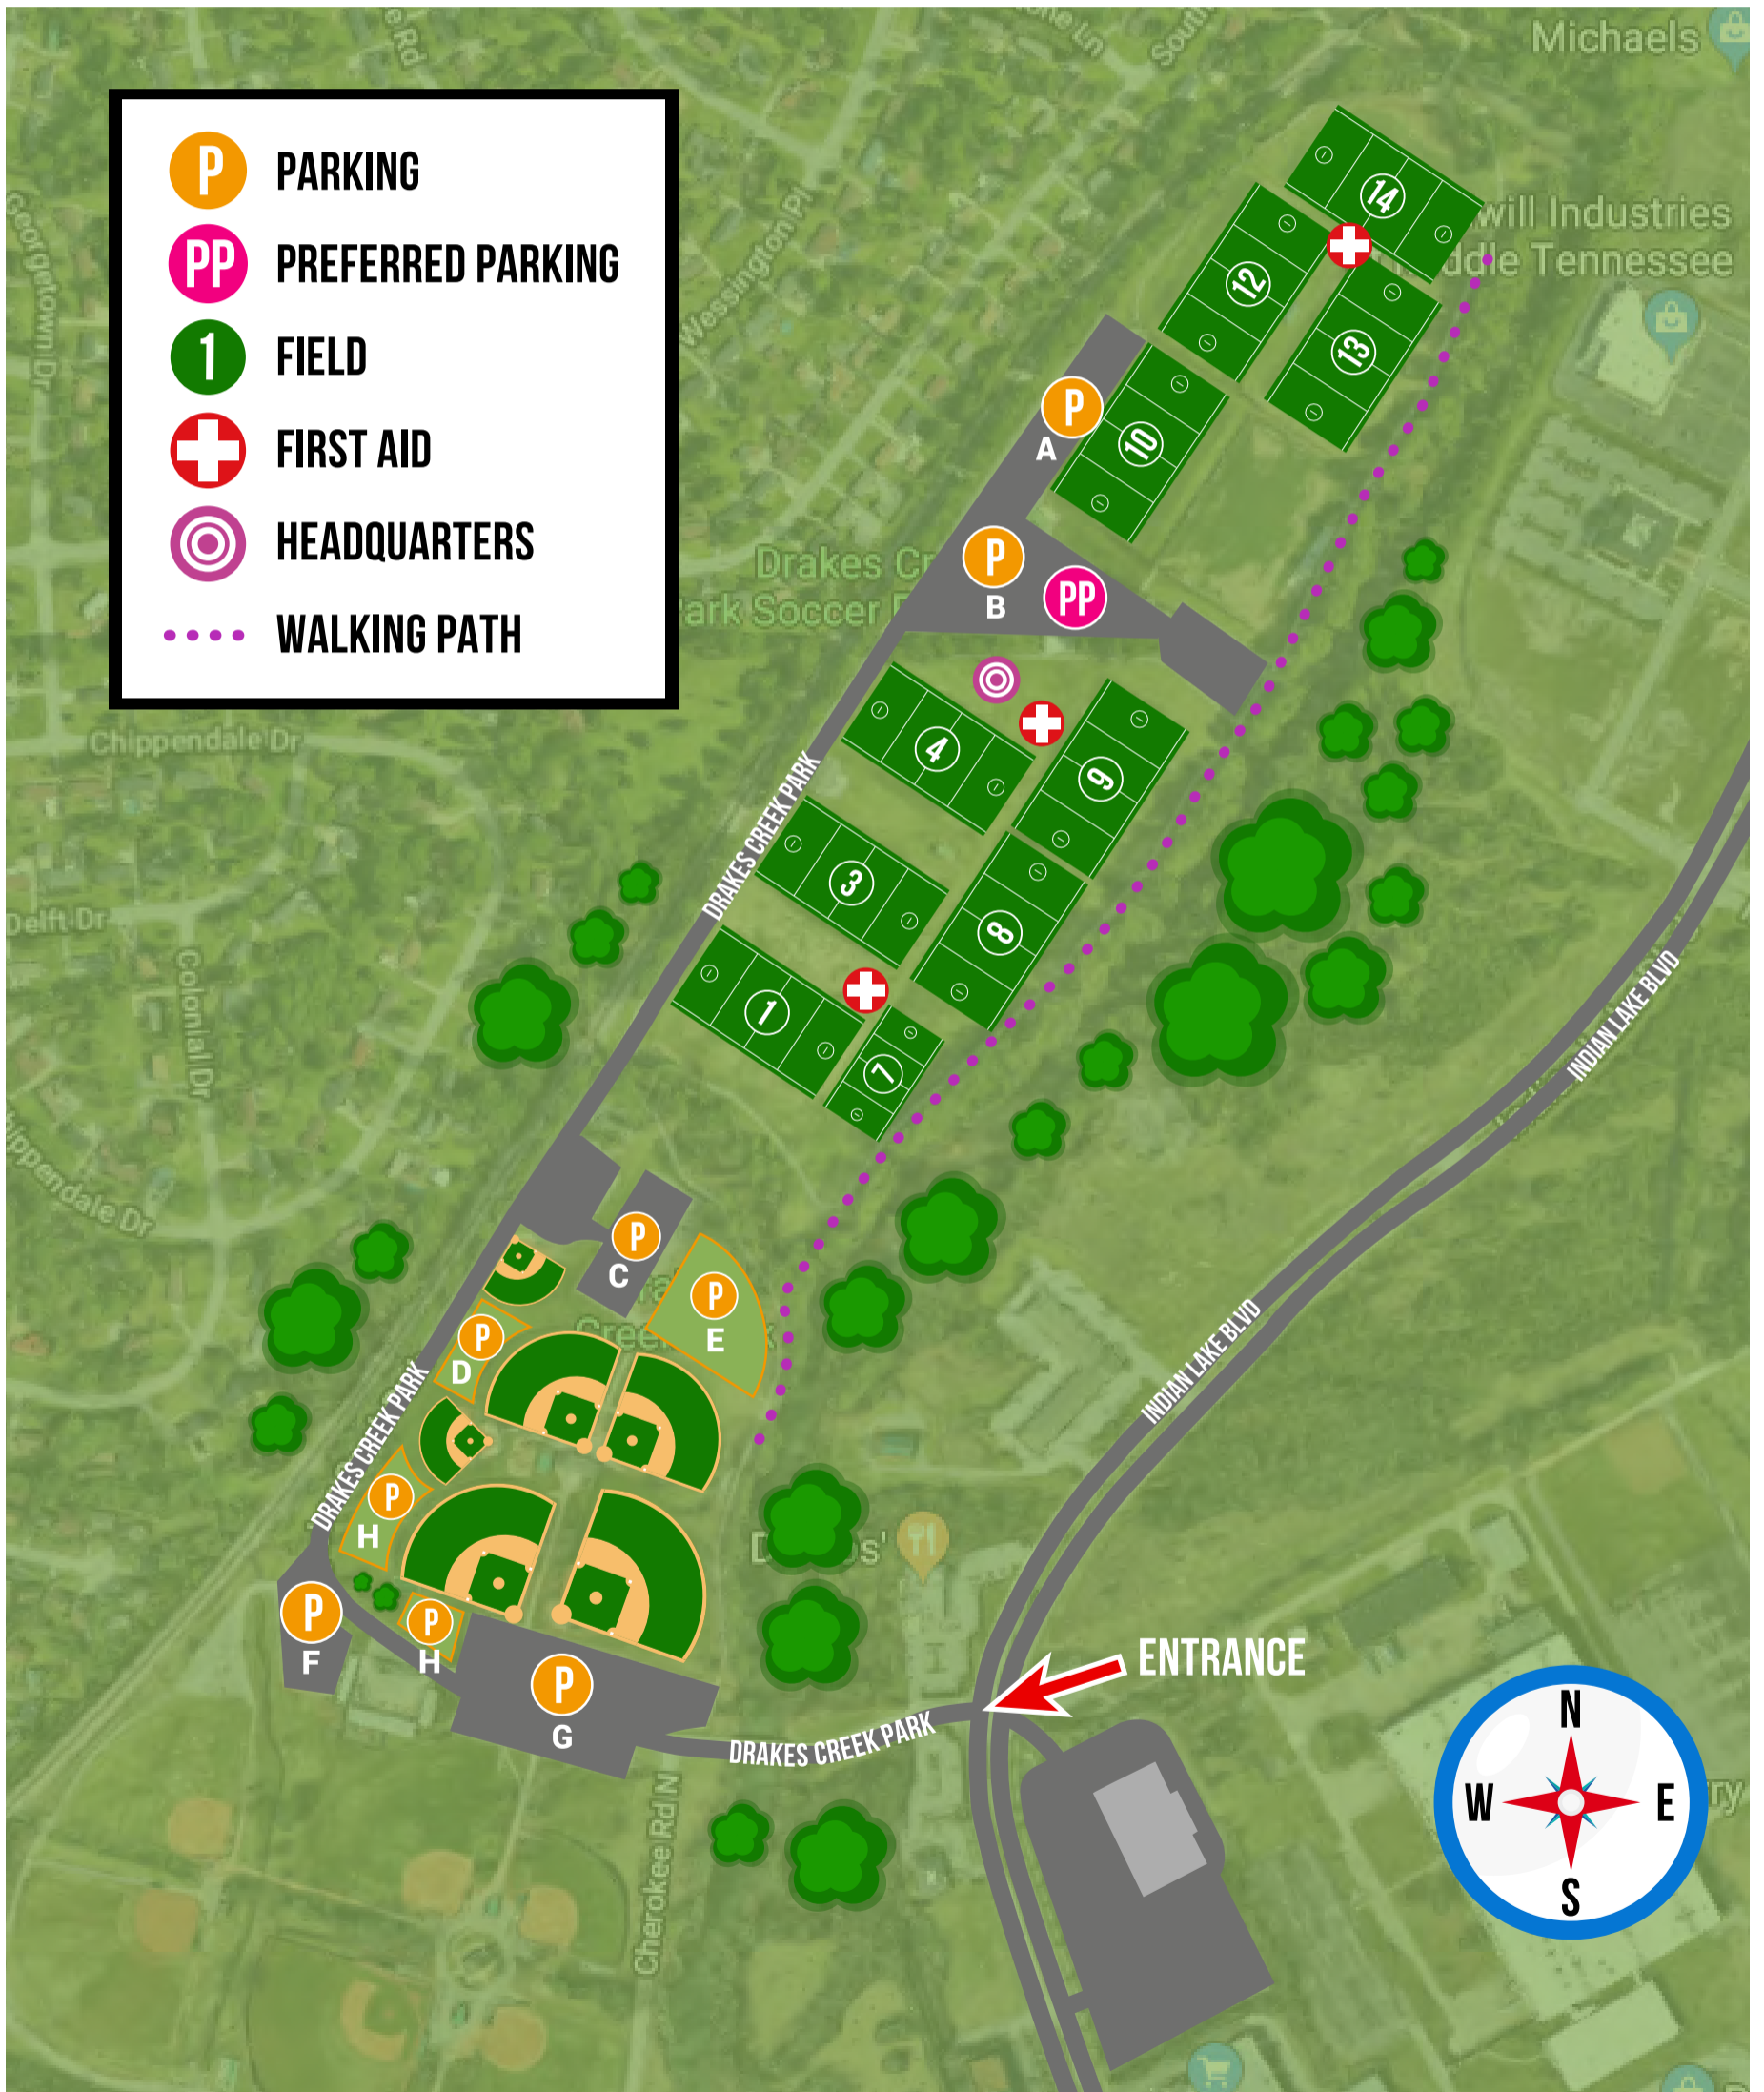 Michaels
P PARKING
PP PREFERRED PARKING
1 FIELD
FIRST AID
HEADQUARTERS
WALKING PATH
Georgetown Dr
Wessington Pl
will Industries
ddle Tennessee
14
12
13
P
A
10
Drakes Cr
Park Soccer
P
B
PP
Chippendale Dr
4
9
DRAKES CREEK PARK
3
8
Delft Dr
Colonial Dr
1
7
INDIAN LAKE BLVD
Chippendale Dr
P
C
P
E
P
D
INDIAN LAKE BLVD
DRAKES CREEK PARK
P
H
P
F
P
H
P
G
ENTRANCE
DRAKES CREEK PARK
Cherokee Rd N
N
W E
S